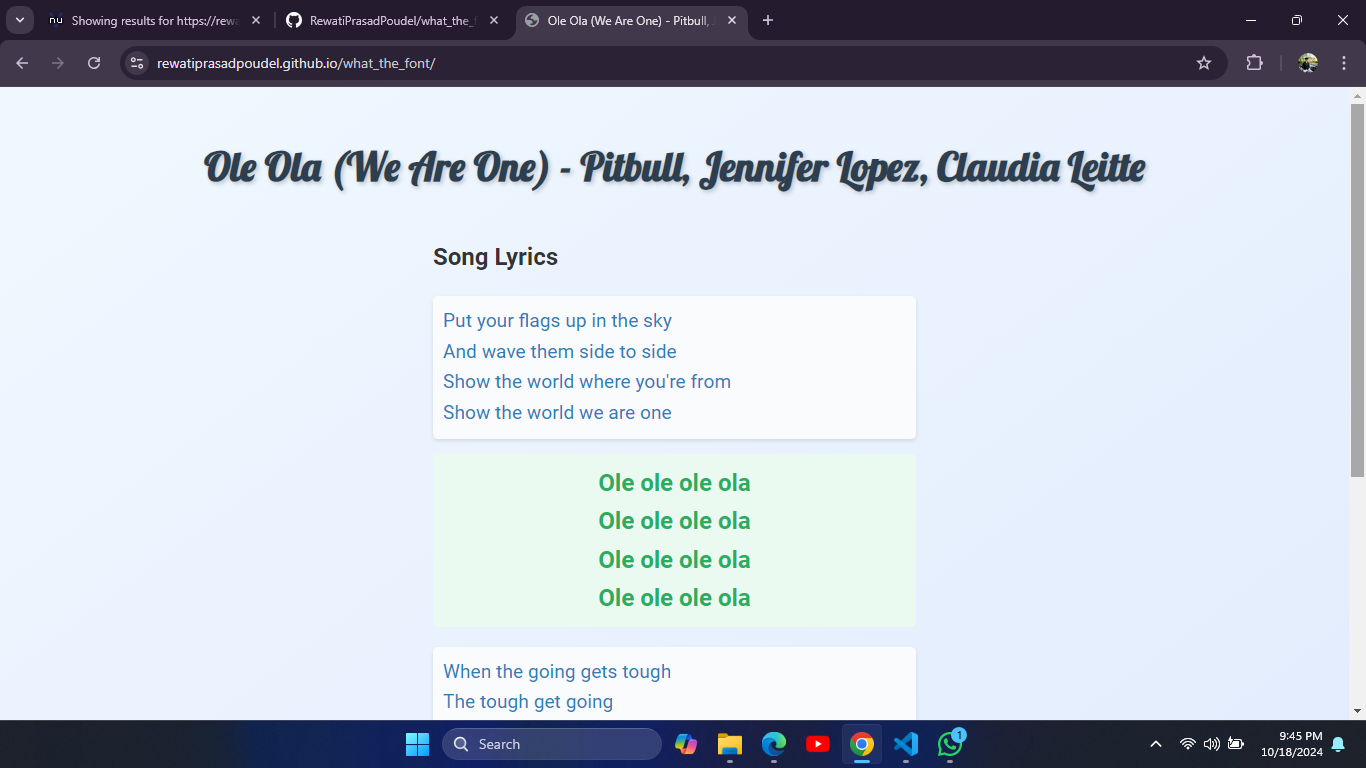 nu Showing results for https://rewa
RewatiPrasadPoudel/what_the_f
Ole Ola (We Are One) - Pitbull, J
rewatiprasadpoudel.github.io/what_the_font/
Ole Ola (We Are One) - Pitbull, Jennifer Lopez, Claudia Leitte
Song Lyrics
Put your flags up in the sky
And wave them side to side
Show the world where you're from
Show the world we are one
Ole ole ole ola
Ole ole ole ola
Ole ole ole ola
Ole ole ole ola
When the going gets tough
The tough get going
Search
1
9:45 PM
10/18/2024